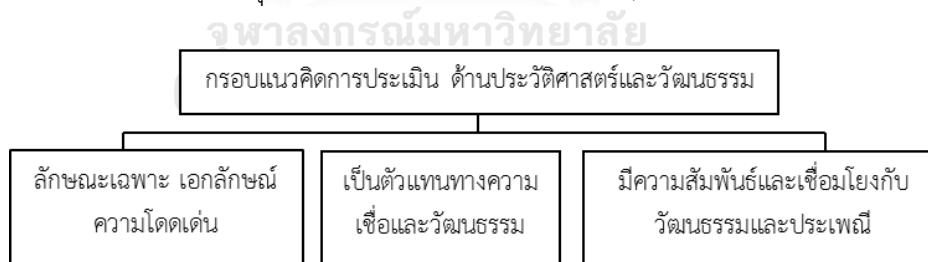 จุฬาลงกรณ์มหาวิทยาลัย
กรอบแนวคิดการประเมิน ด้านประวัติศาสตร์และวัฒนธรรม
ลักษณะเฉพาะ เอกลักษณ์
ความโดดเด่น
เป็นตัวแทนทางความ
เชื่อและวัฒนธรรม
มีความสัมพันธ์และเชื่อมโยงกับ
วัฒนธรรมและประเพณี